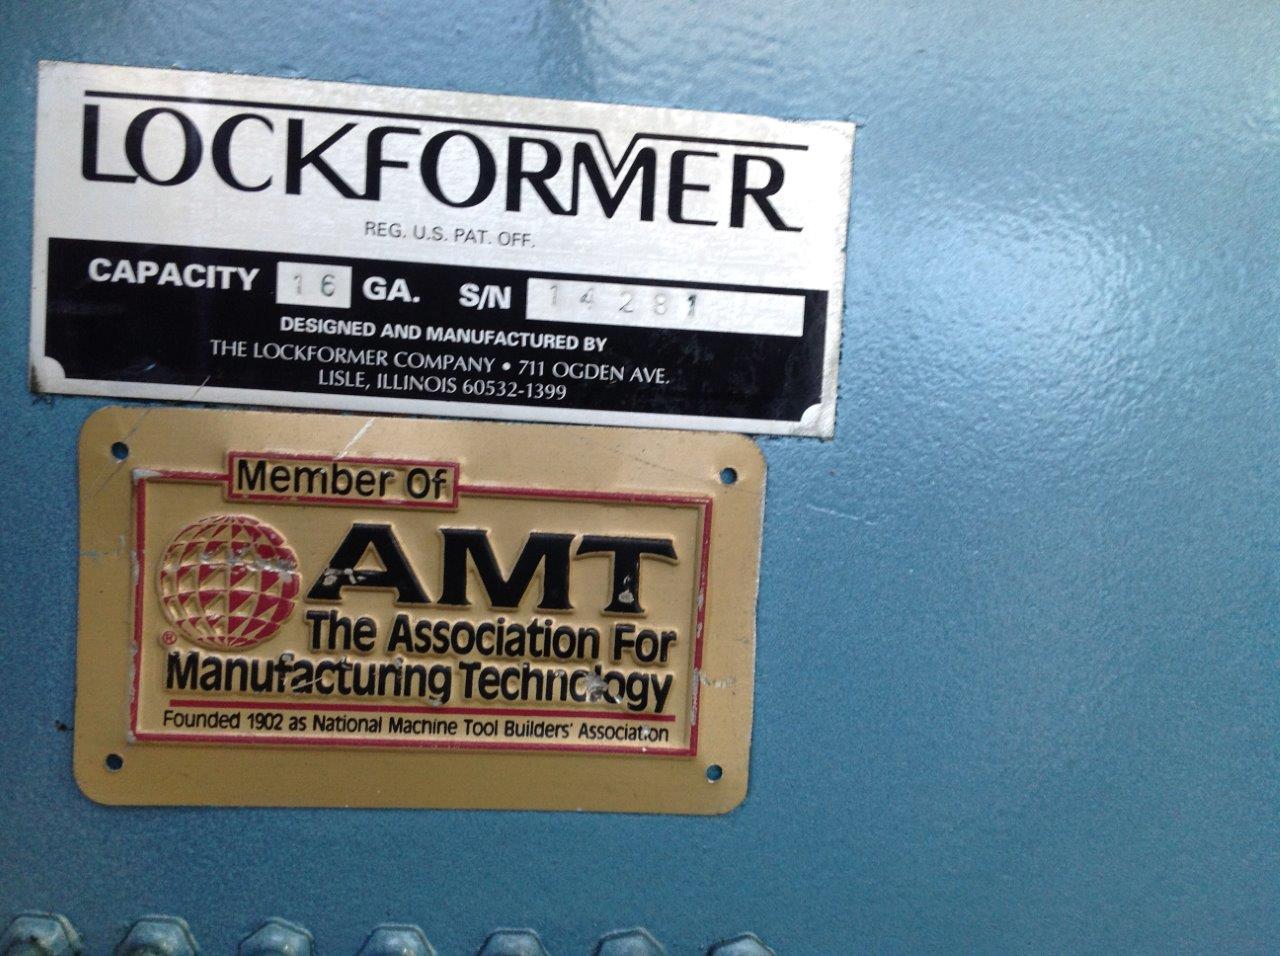 LOCKFORMER
REG. U.S. PAT. OFF.
CAPACITY 16 GA. S/N 14281
DESIGNED AND MANUFACTURED BY
THE LOCKFORMER COMPANY • 711 OGDEN AVE.
LISLE, ILLINOIS 60532-1399
Member Of
AMT
The Association For
®
Manufacturing Technology
Founded 1902 as National Machine Tool Builders' Association